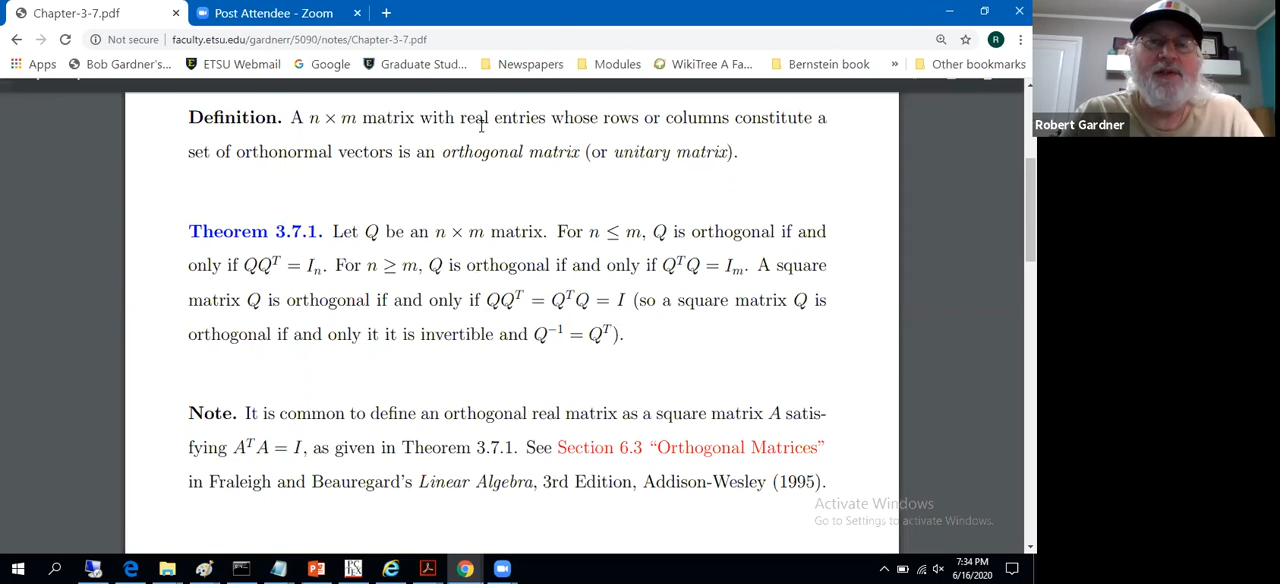 Chapter-3-7.pdf
Post Attendee - Zoom
Not secure
faculty.etsu.edu/gardnerr/5090/notes/Chapter-3-7.pdf
R
Apps
Bob Gardner's...
ETSU Webmail
Google
Graduate Stud...
Newspapers
Modules
WikiTree A Fa...
Bernstein book
»
Other bookmarks
Robert Gardner
Definition. A n × m matrix with real entries whose rows or columns constitute a
set of orthonormal vectors is an orthogonal matrix (or unitary matrix).
Theorem 3.7.1. Let Q be an n × m matrix. For n ≤ m, Q is orthogonal if and
only if QQᵀ = Iₙ. For n ≥ m, Q is orthogonal if and only if QᵀQ = Iₘ. A square
matrix Q is orthogonal if and only if QQᵀ = QᵀQ = I (so a square matrix Q is
orthogonal if and only it it is invertible and Q⁻¹ = Qᵀ).
Note. It is common to define an orthogonal real matrix as a square matrix A satis-
fying AᵀA = I, as given in Theorem 3.7.1. See Section 6.3 “Orthogonal Matrices”
in Fraleigh and Beauregard's Linear Algebra, 3rd Edition, Addison-Wesley (1995).
Activate Windows
Go to Settings to activate Windows.
7:34 PM
6/16/2020